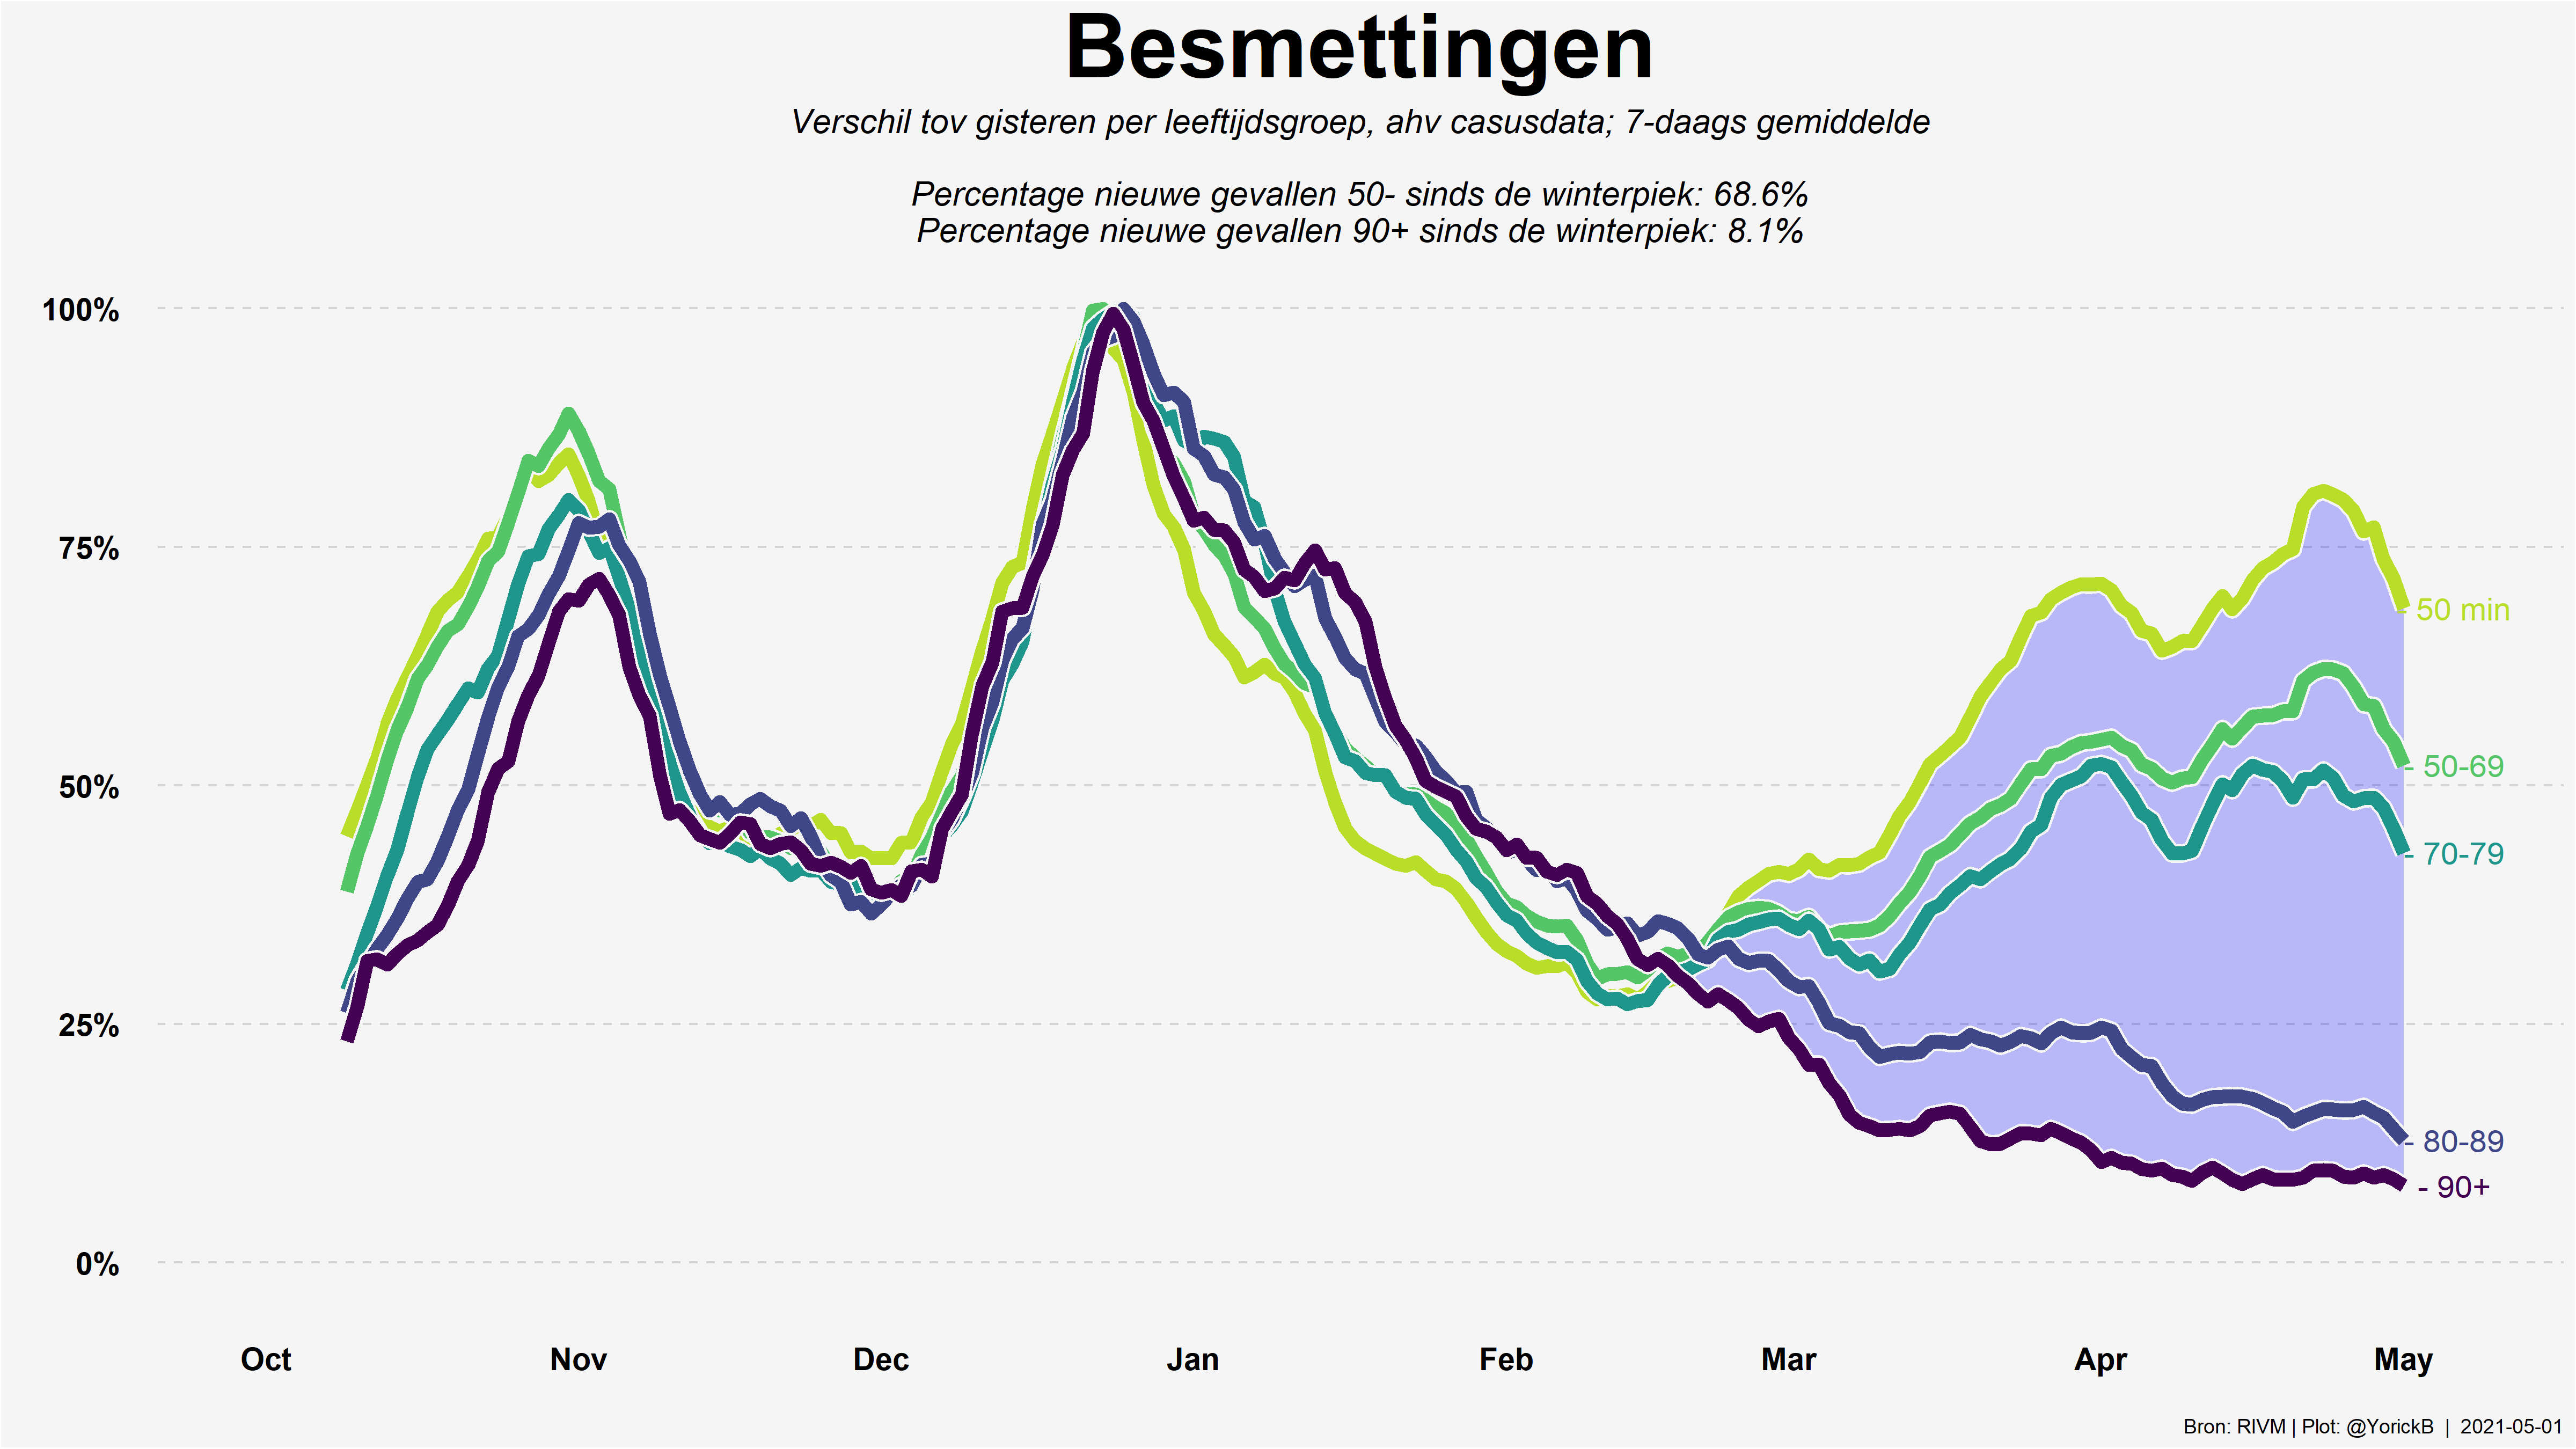 Besmettingen
Verschil tov gisteren per leeftijdsgroep, ahv casusdata; 7-daags gemiddelde
Percentage nieuwe gevallen 50- sinds de winterpiek: 68.6%
Percentage nieuwe gevallen 90+ sinds de winterpiek: 8.1%
100%
75%
50%
25%
0%
- 50 min
- 50-69
- 70-79
- 80-89
- 90+
Oct Nov Dec Jan Feb Mar Apr May
Bron: RIVM | Plot: @YorickB | 2021-05-01